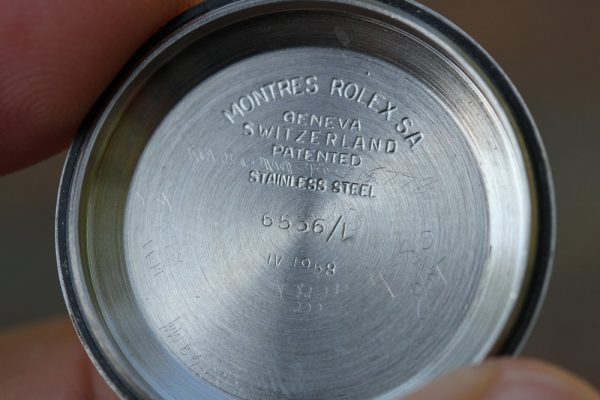 MONTRES ROLEX SA
GENEVA
SWITZERLAND
PATENTED
STAINLESS STEEL
6536/1
IV 1958